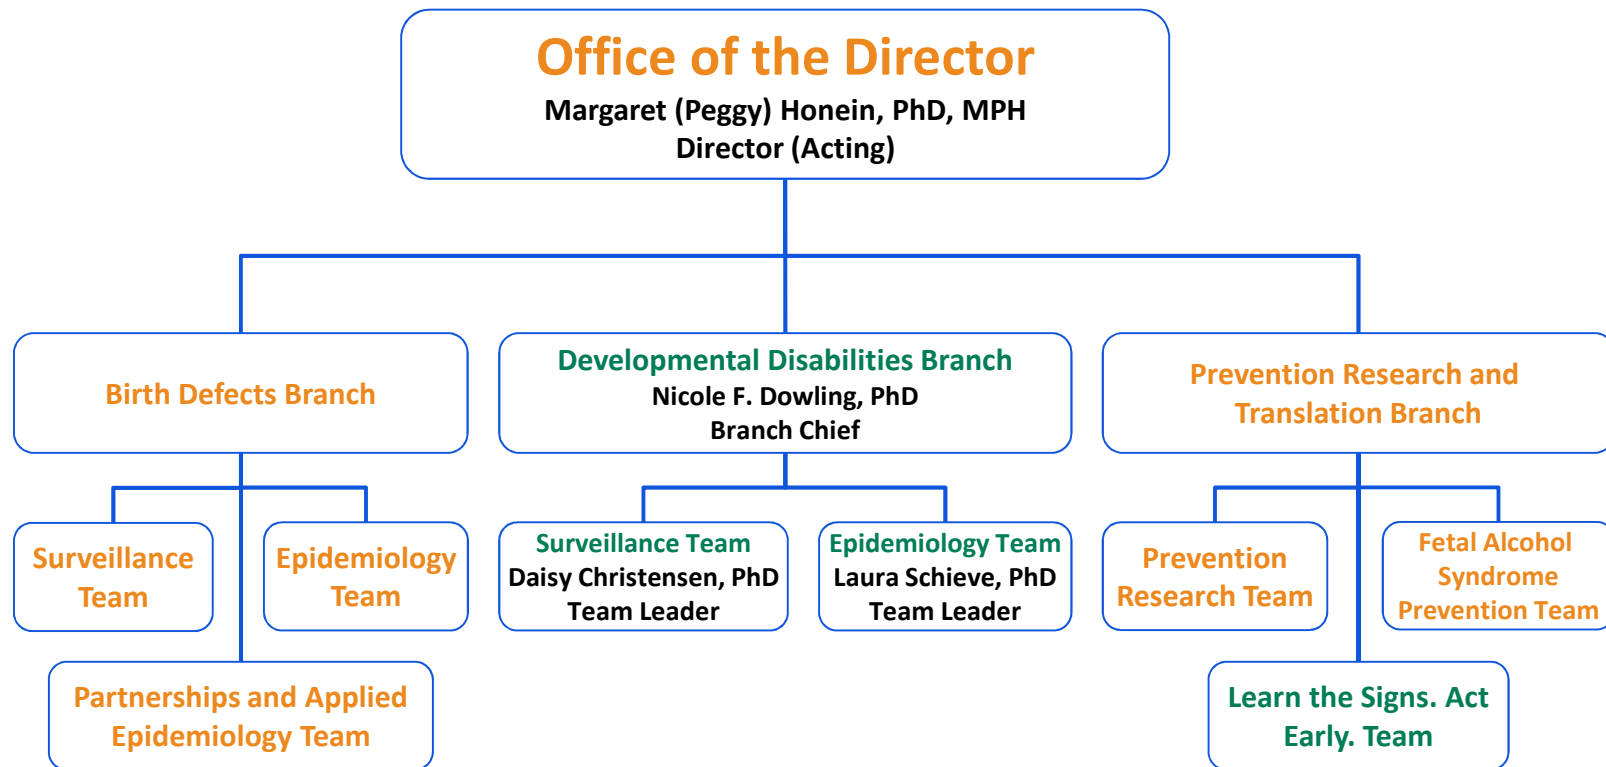 Office of the Director
Margaret (Peggy) Honein, PhD, MPH
Director (Acting)
Birth Defects Branch
Developmental Disabilities Branch
Nicole F. Dowling, PhD
Branch Chief
Prevention Research and
Translation Branch
Surveillance
Team
Epidemiology
Team
Partnerships and Applied
Epidemiology Team
Surveillance Team
Daisy Christensen, PhD
Team Leader
Epidemiology Team
Laura Schieve, PhD
Team Leader
Prevention
Research Team
Fetal Alcohol
Syndrome
Prevention Team
Learn the Signs. Act
Early. Team